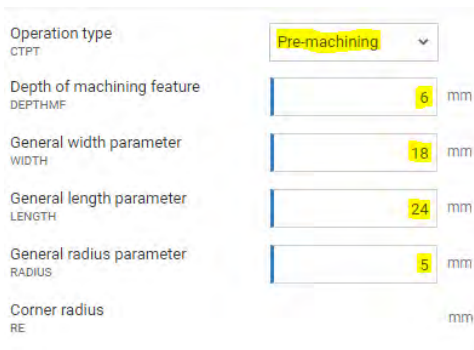 Operation type
CTPT
Pre-machining
Depth of machining feature
DEPTHMF
6 mm
General width parameter
WIDTH
18 mm
General length parameter
LENGTH
24 mm
General radius parameter
RADIUS
5 mm
Corner radius
RE
mm